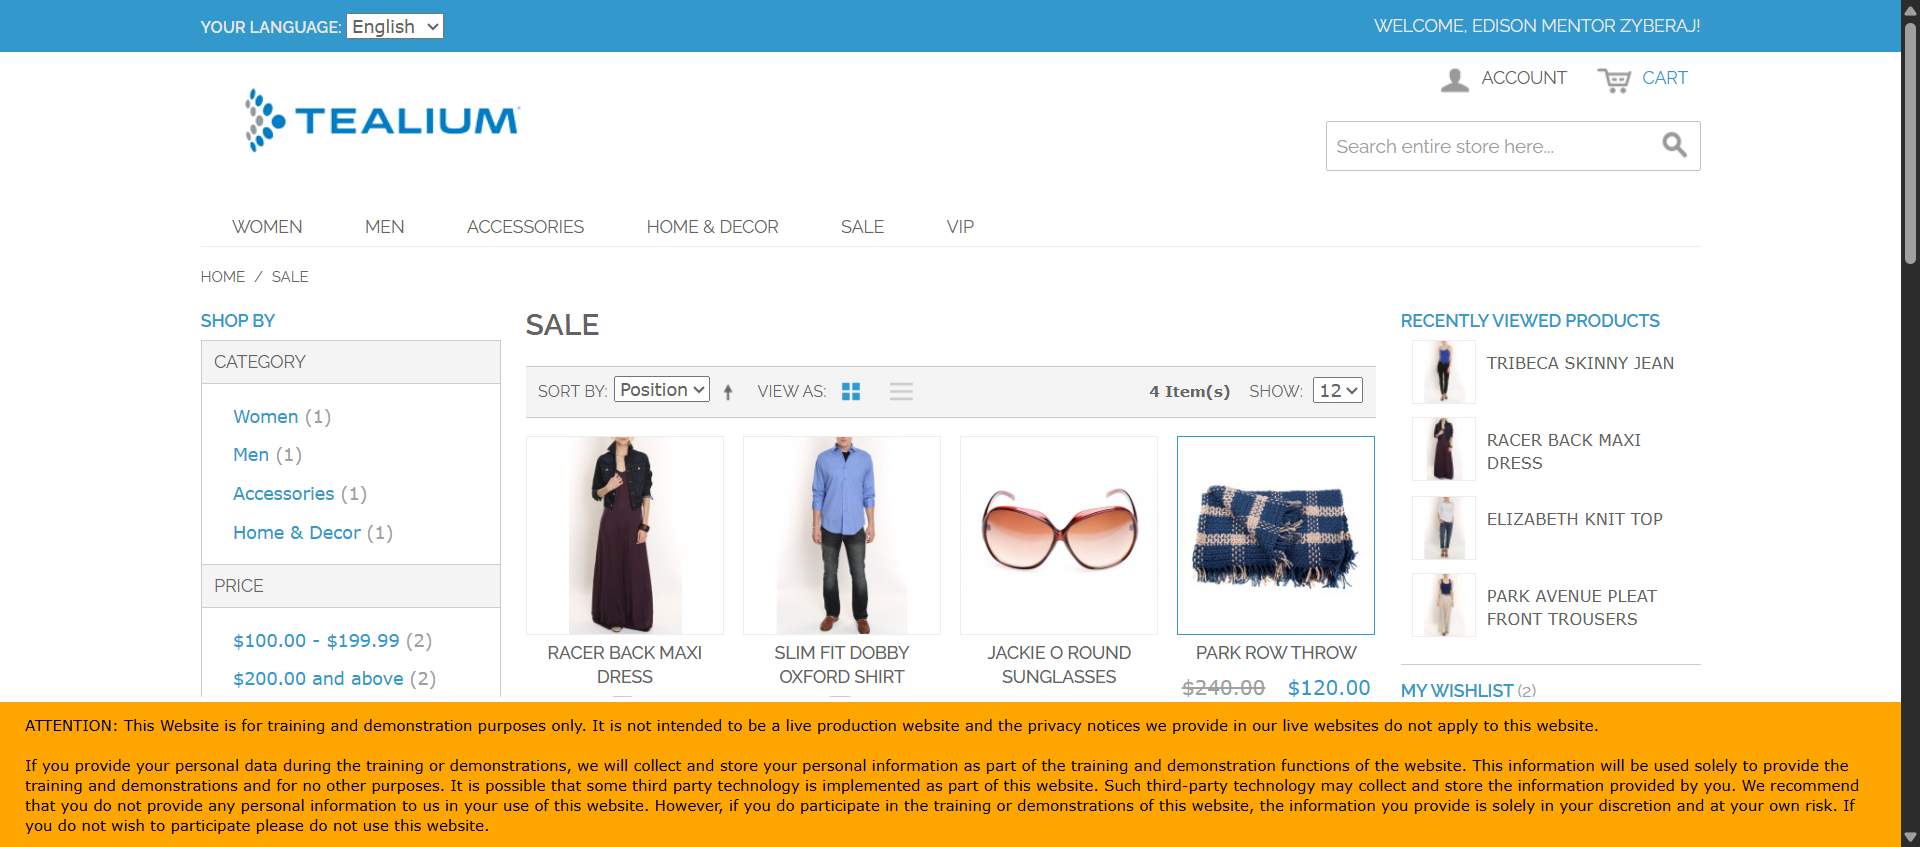 YOUR LANGUAGE: English
WELCOME, EDISON MENTOR ZYBERAJ!
TEALIUM
ACCOUNT
CART
Search entire store here...
WOMEN MEN ACCESSORIES HOME & DECOR SALE VIP
HOME / SALE
SHOP BY
CATEGORY
Women (1)
Men (1)
Accessories (1)
Home & Decor (1)
PRICE
$100.00 - $199.99 (2)
$200.00 and above (2)
SALE
SORT BY: Position VIEW AS: 4 Item(s) SHOW: 12
RACER BACK MAXI
DRESS
SLIM FIT DOBBY
OXFORD SHIRT
JACKIE O ROUND
SUNGLASSES
PARK ROW THROW
$240.00 $120.00
RECENTLY VIEWED PRODUCTS
TRIBECA SKINNY JEAN
RACER BACK MAXI
DRESS
ELIZABETH KNIT TOP
PARK AVENUE PLEAT
FRONT TROUSERS
MY WISHLIST (2)
ATTENTION: This Website is for training and demonstration purposes only. It is not intended to be a live production website and the privacy notices we provide in our live websites do not apply to this website.
If you provide your personal data during the training or demonstrations, we will collect and store your personal information as part of the training and demonstration functions of the website. This information will be used solely to provide the
training and demonstrations and for no other purposes. It is possible that some third party technology is implemented as part of this website. Such third-party technology may collect and store the information provided by you. We recommend
that you do not provide any personal information to us in your use of this website. However, if you do participate in the training or demonstrations of this website, the information you provide is solely in your discretion and at your own risk. If
you do not wish to participate please do not use this website.